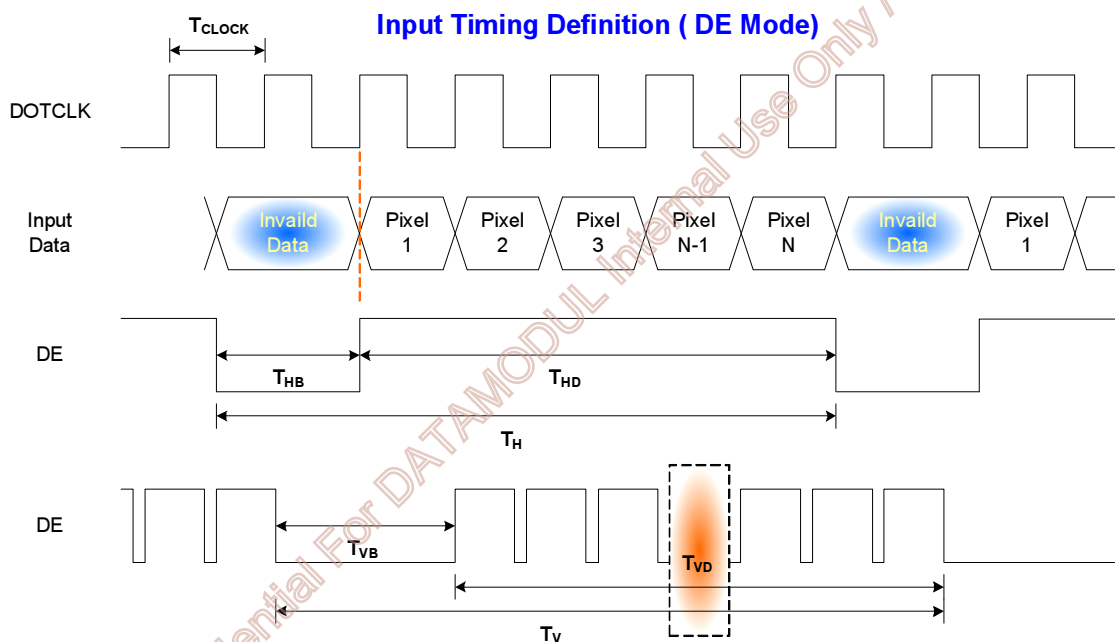 Input Timing Definition ( DE Mode)
TCLOCK
DOTCLK
Input
Data
Invaild
Data
Pixel
1
Pixel
2
Pixel
3
Pixel
N-1
Pixel
N
Invaild
Data
Pixel
1
DE
THB
THD
TH
DE
TVB
TVD
TV
dential For DATAMODUL Internal Use Only /